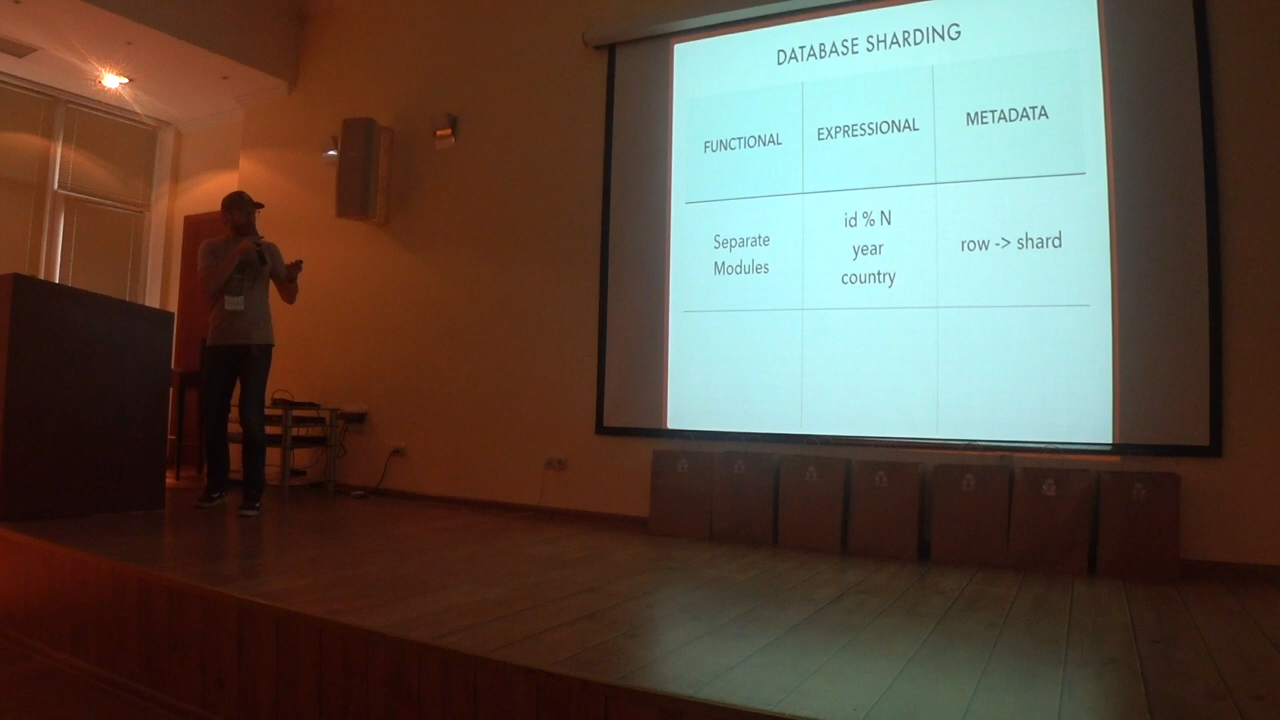 DATABASE SHARDING
FUNCTIONAL
EXPRESSIONAL
METADATA
Separate
Modules
id % N
year
country
row -> shard